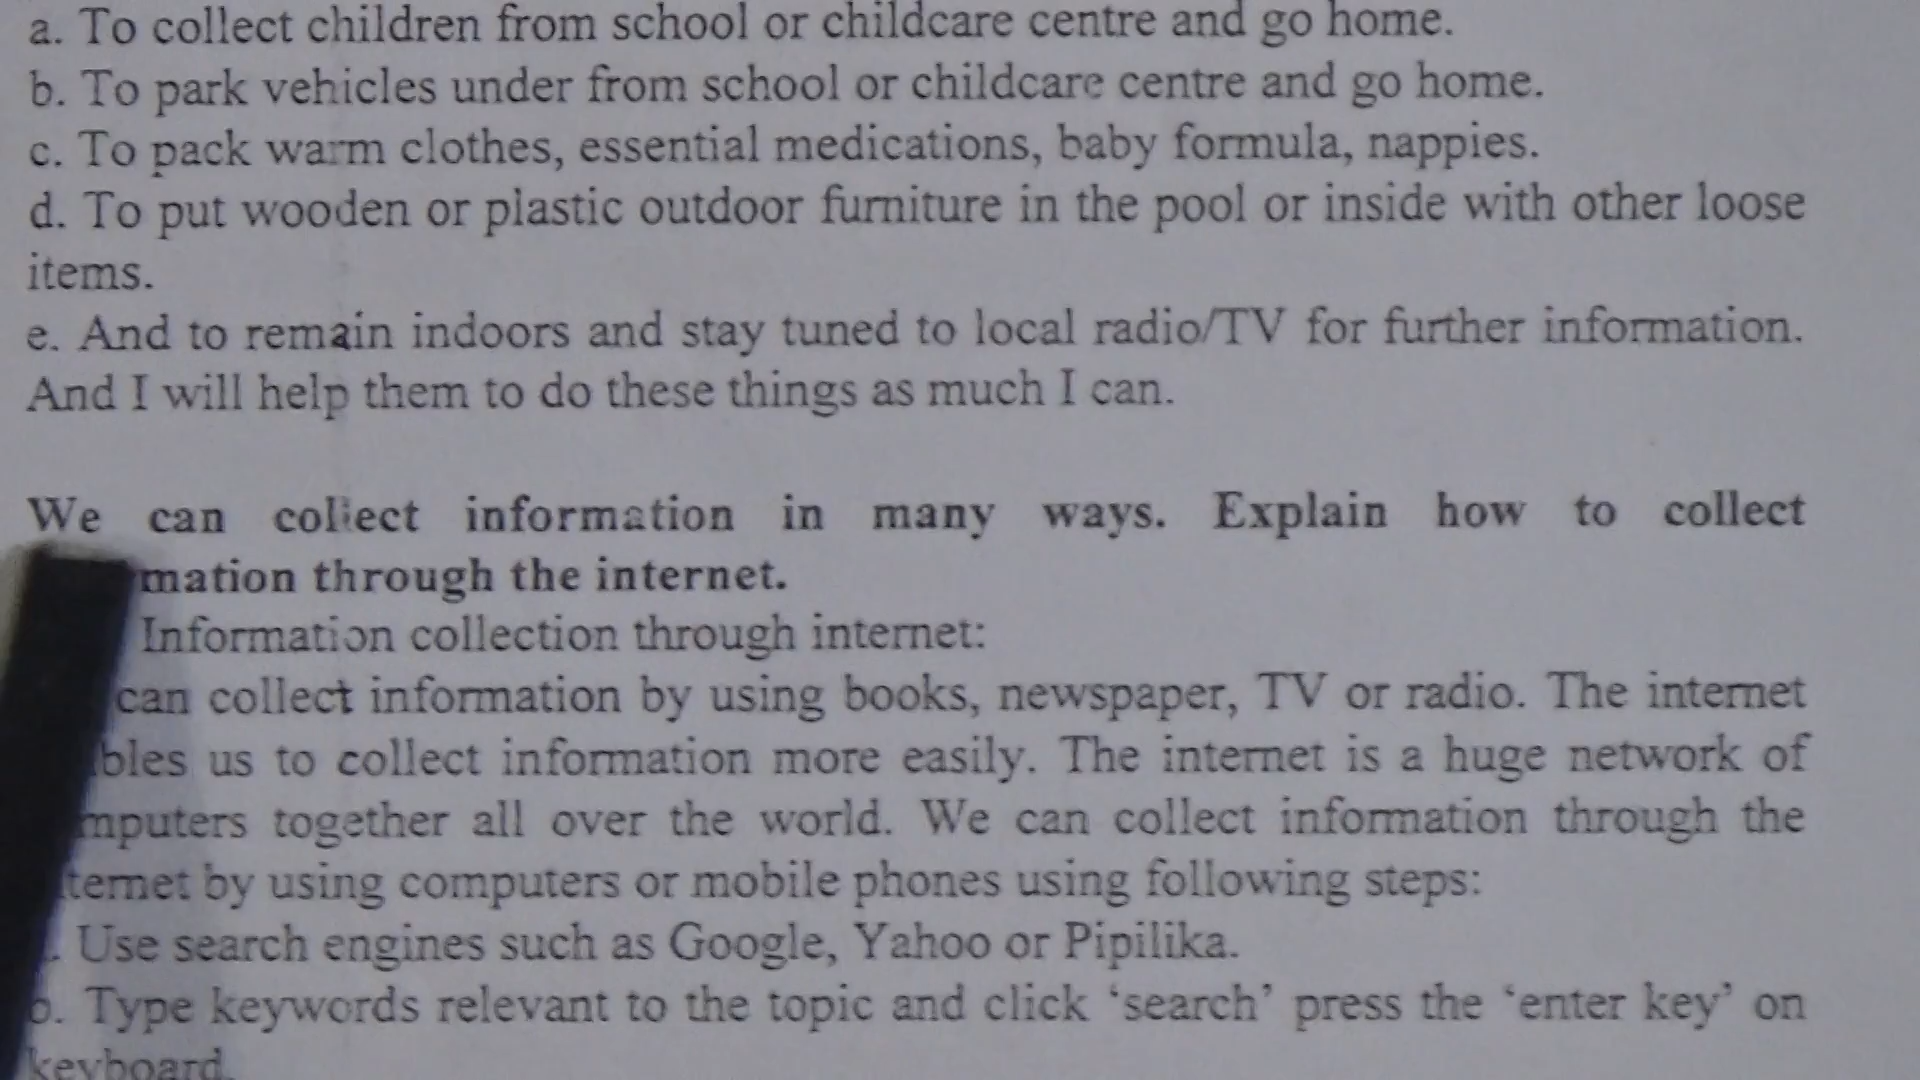 a. To collect children from school or childcare centre and go home.
b. To park vehicles under from school or childcare centre and go home.
c. To pack warm clothes, essential medications, baby formula, nappies.
d. To put wooden or plastic outdoor furniture in the pool or inside with other loose
items.
e. And to remain indoors and stay tuned to local radio/TV for further information.
And I will help them to do these things as much I can.
We can collect information in many ways. Explain how to collect
mation through the internet.
Information collection through internet:
can collect information by using books, newspaper, TV or radio. The internet
bles us to collect information more easily. The internet is a huge network of
mputers together all over the world. We can collect information through the
ternet by using computers or mobile phones using following steps:
. Use search engines such as Google, Yahoo or Pipilika.
b. Type keywords relevant to the topic and click ‘search’ press the ‘enter key’ on
keyboard.